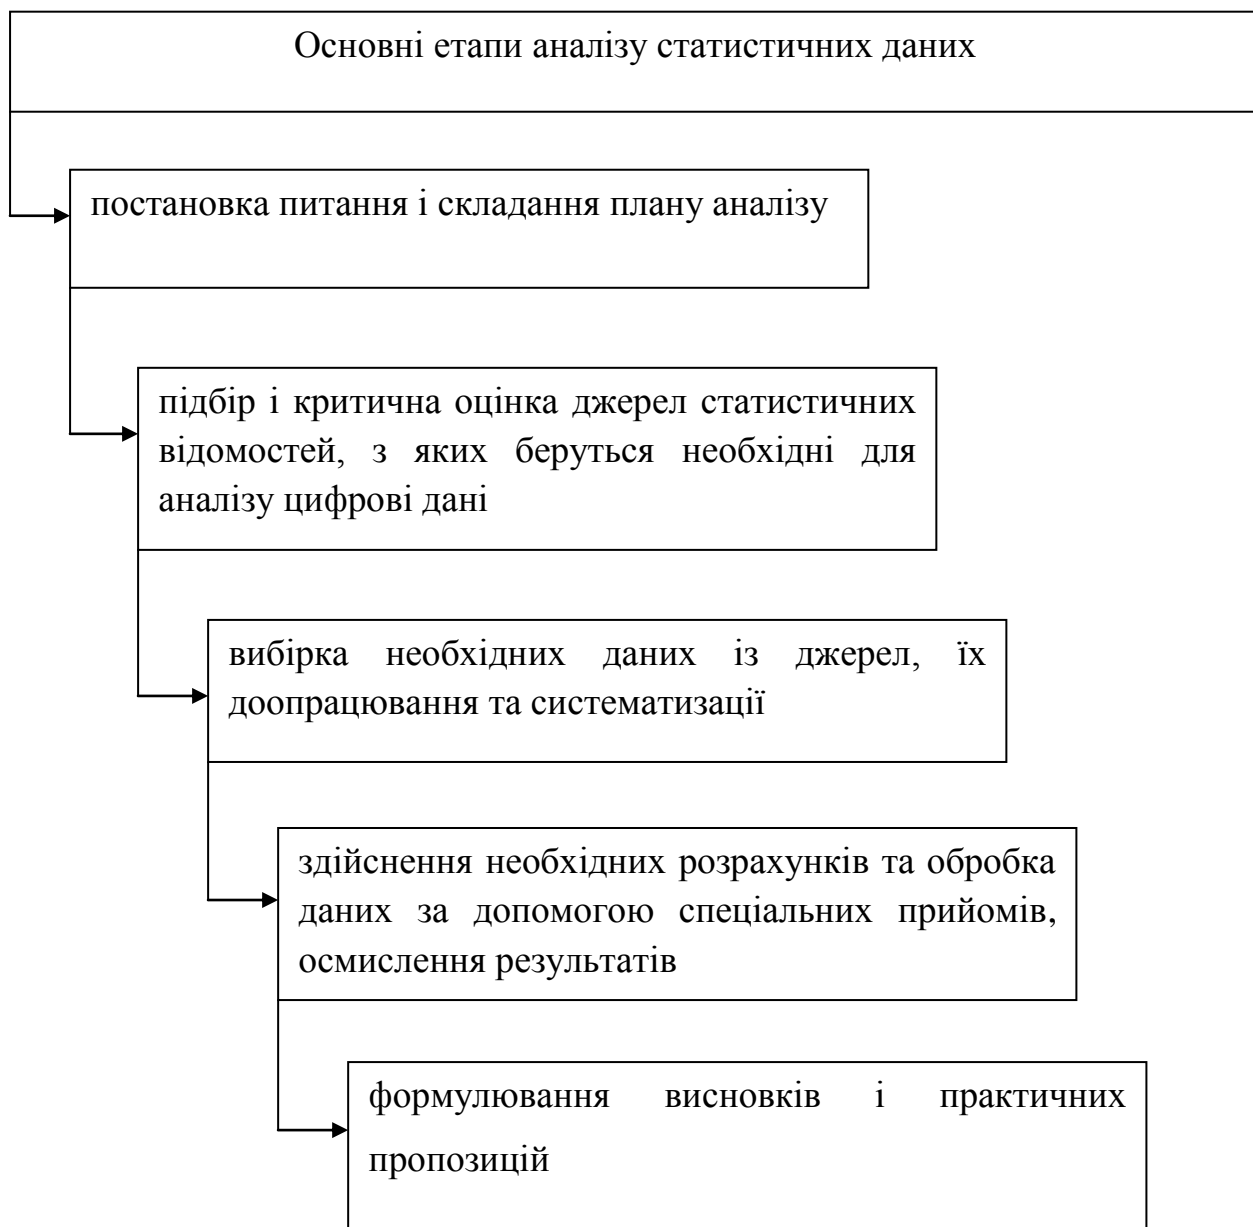 Основні етапи аналізу статистичних даних
постановка питання і складання плану аналізу
підбір і критична оцінка джерел статистичних
відомостей, з яких беруться необхідні для
аналізу цифрові дані
вибірка необхідних даних із джерел, їх
доопрацювання та систематизації
здійснення необхідних розрахунків та обробка
даних за допомогою спеціальних прийомів,
осмислення результатів
формулювання висновків і практичних
пропозицій